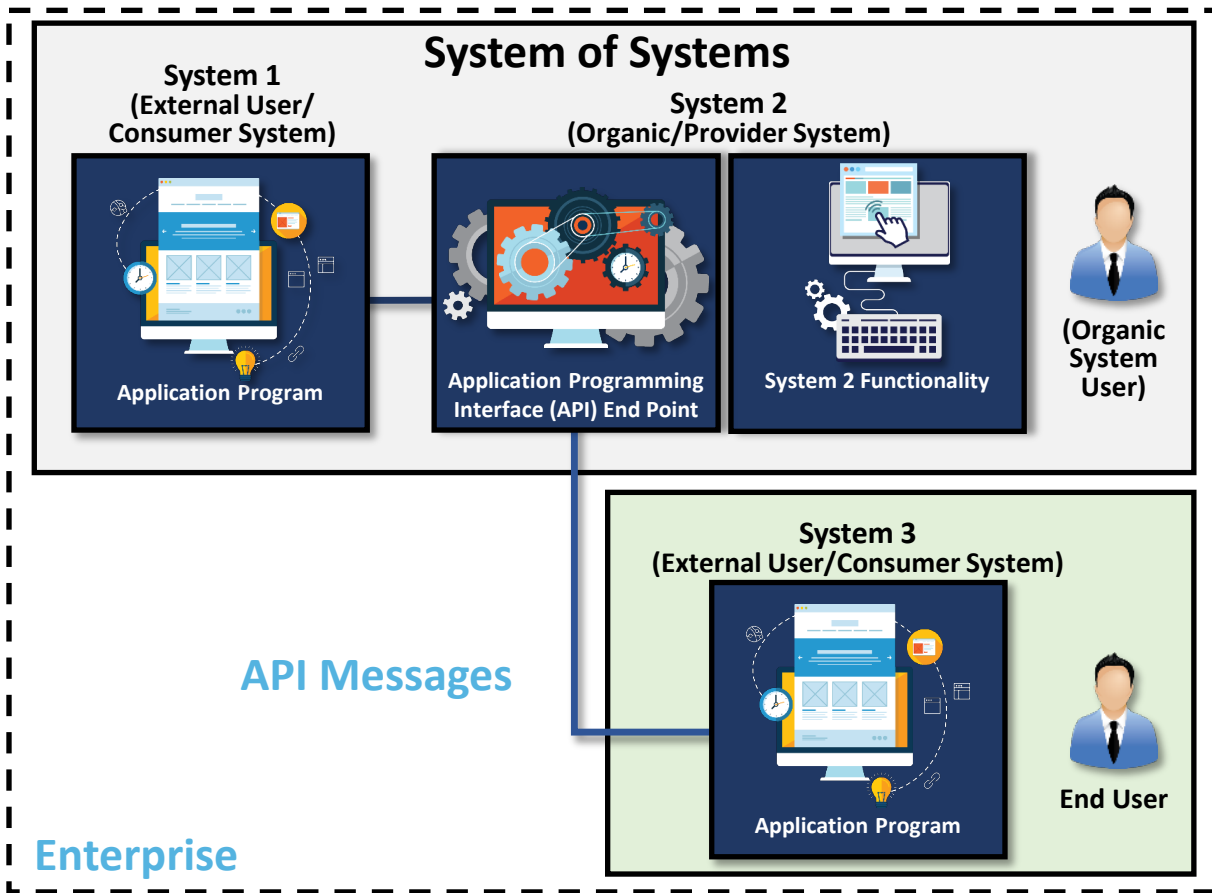 System of Systems
System 1
(External User/
Consumer System)
System 2
(Organic/Provider System)
Application Program
Application Programming
Interface (API) End Point
System 2 Functionality
(Organic
System
User)
System 3
(External User/Consumer System)
API Messages
Application Program
End User
Enterprise